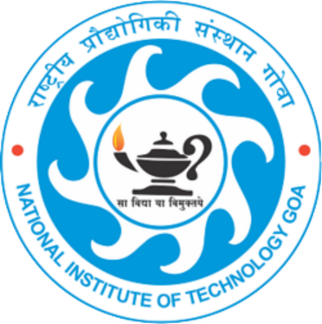 राष्ट्रीय प्रौद्योगिकी संस्थान गोवा
सा विद्या या विमुक्तये
NATIONAL INSTITUTE OF TECHNOLOGY GOA